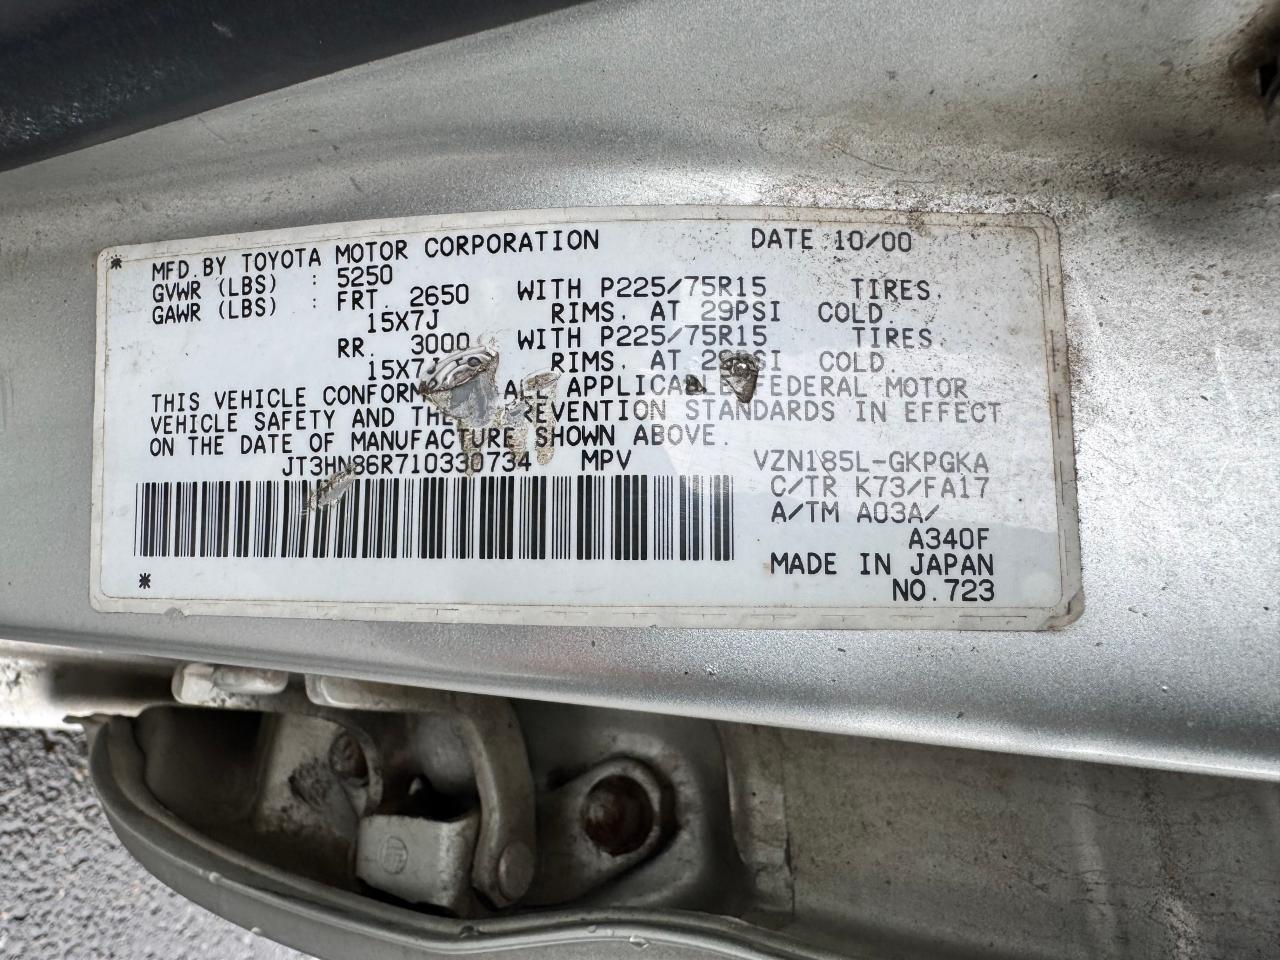 * MFD. BY TOYOTA MOTOR CORPORATION DATE 10/00
GVWR (LBS) : 5250
GAWR (LBS) : FRT. 2650 WITH P225/75R15 TIRES.
15X7J RIMS. AT 29PSI COLD.
RR. 3000 WITH P225/75R15 TIRES.
15X7J RIMS. AT PSI COLD.
THIS VEHICLE ALL APPLICABLE FEDERAL MOTOR
VEHICLE SAFETY AND STANDARDS IN EFFECT
ON THE DATE OF MANUFACTURE SHOWN ABOVE.
JT3HN86R710330734 MPV VZN185L-GKPGKA
C/TR K73/FA17
A/TM A03A/
A340F
* MADE IN JAPAN
NO.723